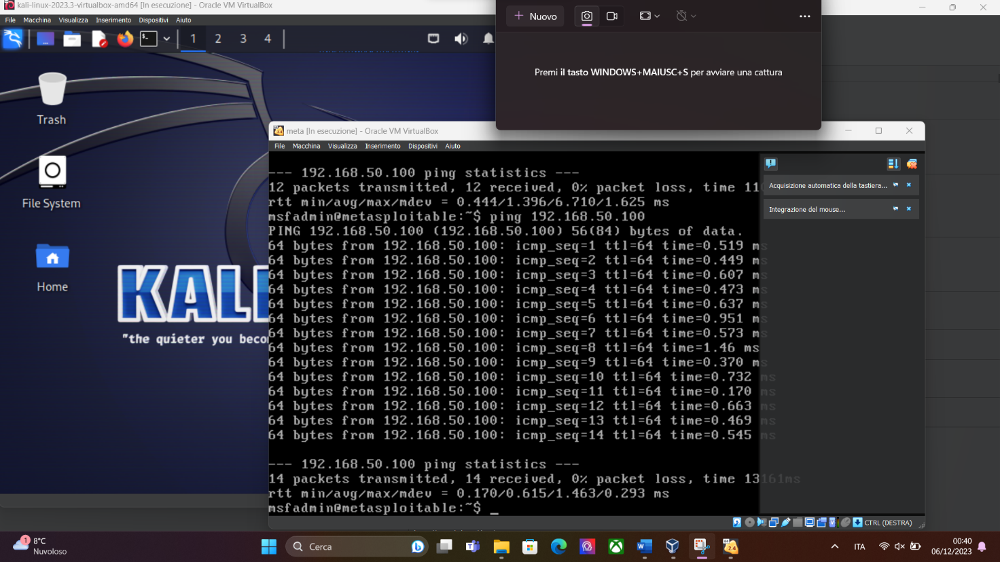 kali-linux-2023.3-virtualbox-amd64 [In esecuzione] - Oracle VM VirtualBox
File Macchina Visualizza Inserimento Dispositivi Aiuto
1 2 3 4
Nuovo
Premi il tasto WINDOWS+MAIUSC+S per avviare una cattura
Trash
File System
Home
KALI
"the quieter you beco
meta [In esecuzione] - Oracle VM VirtualBox
File Macchina Visualizza Inserimento Dispositivi Aiuto
--- 192.168.50.100 ping statistics ---
12 packets transmitted, 12 received, 0% packet loss, time 11
rtt min/avg/max/mdev = 0.444/1.396/6.710/1.625 ms
msfadmin@metasploitable:~$ ping 192.168.50.100
PING 192.168.50.100 (192.168.50.100) 56(84) bytes of data.
64 bytes from 192.168.50.100: icmp_seq=1 ttl=64 time=0.519 ms
64 bytes from 192.168.50.100: icmp_seq=2 ttl=64 time=0.449 ms
64 bytes from 192.168.50.100: icmp_seq=3 ttl=64 time=0.607 ms
64 bytes from 192.168.50.100: icmp_seq=4 ttl=64 time=0.473 ms
64 bytes from 192.168.50.100: icmp_seq=5 ttl=64 time=0.637 ms
64 bytes from 192.168.50.100: icmp_seq=6 ttl=64 time=0.951 ms
64 bytes from 192.168.50.100: icmp_seq=7 ttl=64 time=0.573 ms
64 bytes from 192.168.50.100: icmp_seq=8 ttl=64 time=1.46 ms
64 bytes from 192.168.50.100: icmp_seq=9 ttl=64 time=0.370 ms
64 bytes from 192.168.50.100: icmp_seq=10 ttl=64 time=0.732 ms
64 bytes from 192.168.50.100: icmp_seq=11 ttl=64 time=0.170 ms
64 bytes from 192.168.50.100: icmp_seq=12 ttl=64 time=0.663 ms
64 bytes from 192.168.50.100: icmp_seq=13 ttl=64 time=0.469 ms
64 bytes from 192.168.50.100: icmp_seq=14 ttl=64 time=0.545 ms
--- 192.168.50.100 ping statistics ---
14 packets transmitted, 14 received, 0% packet loss, time 13161ms
rtt min/avg/max/mdev = 0.170/0.615/1.463/0.293 ms
msfadmin@metasploitable:~$ _
Acquisizione automatica della tastiera...
Integrazione del mouse...
CTRL (DESTRA)
1
8°C
Nuvoloso
Cerca
2.4
ITA
00:40
06/12/2023